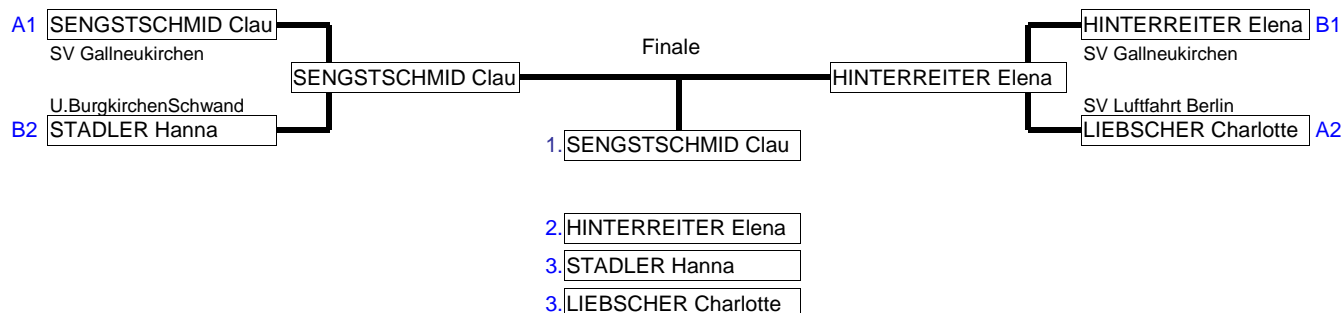 A1 SENGSTSCHMID Clau
SV Gallneukirchen
U.BurgkirchenSchwand
B2 STADLER Hanna
SENGSTSCHMID Clau
Finale
HINTERREITER Elena
HINTERREITER Elena B1
SV Gallneukirchen
SV Luftfahrt Berlin
LIEBSCHER Charlotte A2
1. SENGSTSCHMID Clau
2. HINTERREITER Elena
3. STADLER Hanna
3. LIEBSCHER Charlotte